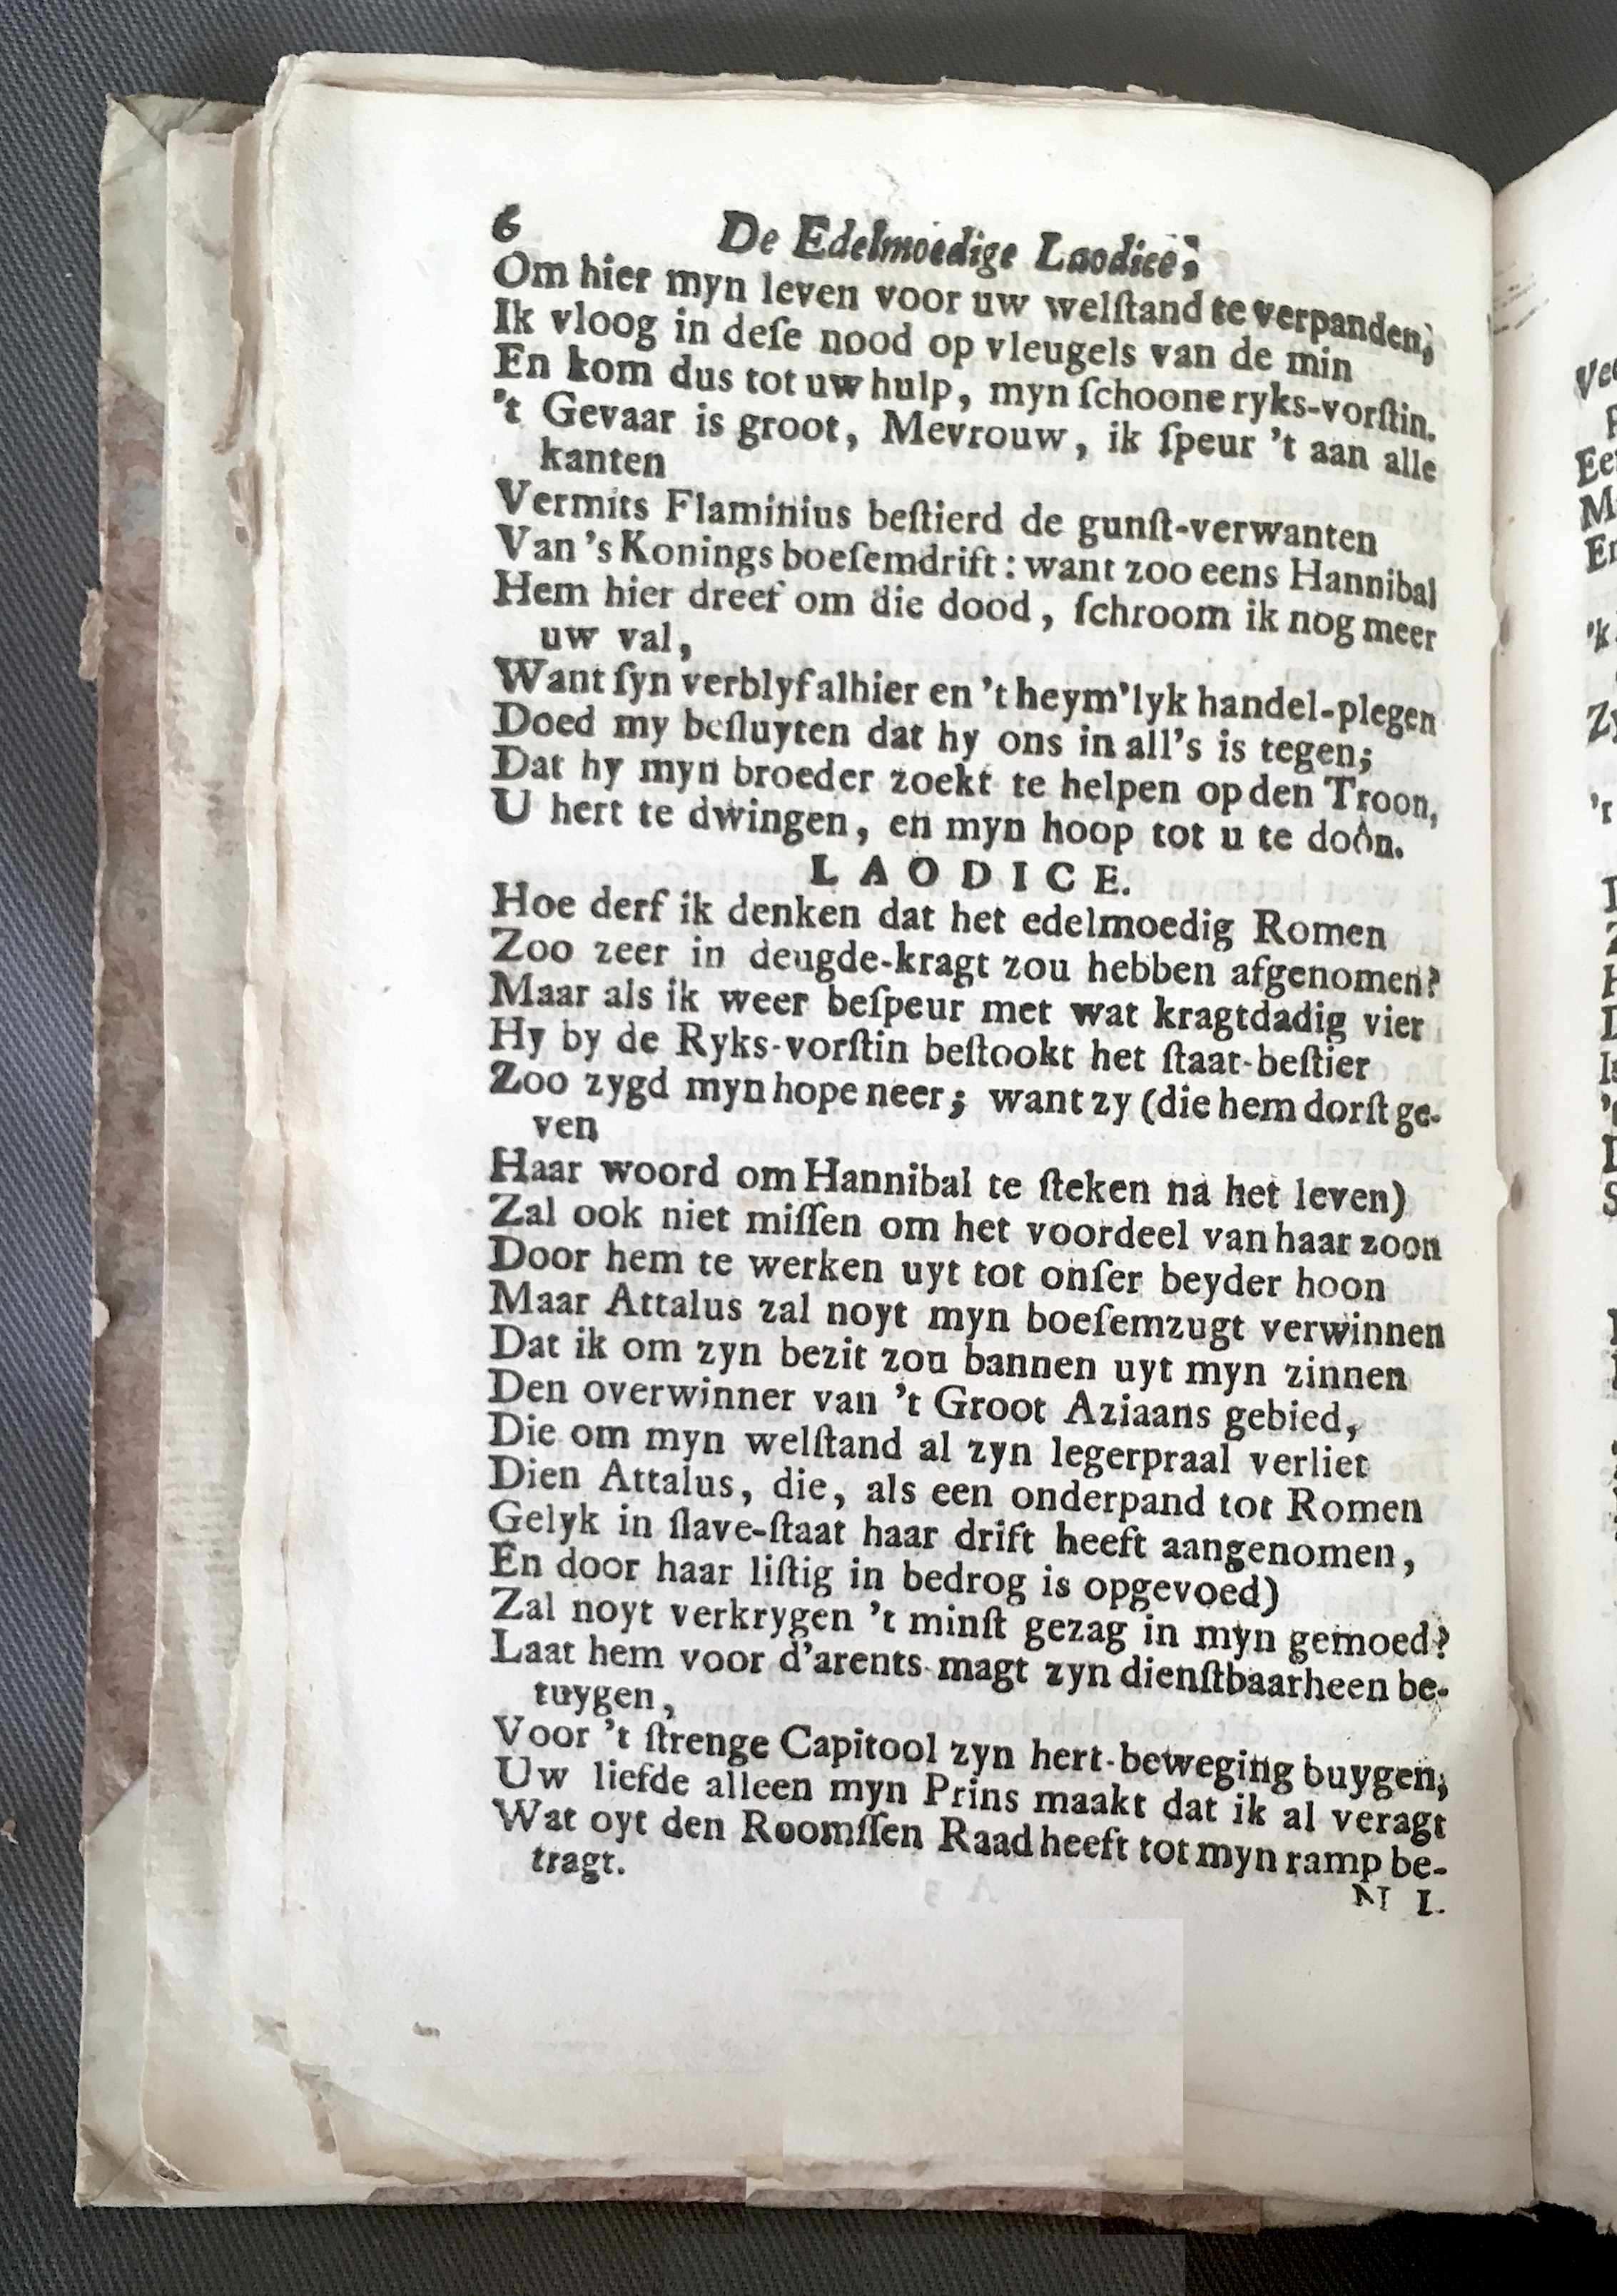 6 De Edelmoedige Laodice;
Om hier myn leven voor uw welſtand te verpanden;
Ik vloog in deſe nood op vleugels van de min
En kom dus tot uw hulp, myn ſchoone ryks-vorſtin.
't Gevaar is groot, Mevrouw, ik ſpeur 't aan alle
kanten
Vermits Flaminius beſtierd de gunſt-verwanten
Van 's Konings boeſemdrift: want zoo eens Hannibal
Hem hier dreef om die dood, ſchroom ik nog meer
uw val,
Want ſyn verblyf alhier en 't heym'lyk handel-plegen
Doed my beſluyten dat hy ons in all's is tegen;
Dat hy myn broeder zoekt te helpen op den Troon,
U hert te dwingen, en myn hoop tot u te doôn.
LAODICE.
Hoe derf ik denken dat het edelmoedig Romen
Zoo zeer in deugde-kragt zou hebben afgenomen?
Maar als ik weer beſpeur met wat kragtdadig vier
Hy by de Ryks-vorſtin beſtookt het ſtaat-beſtier
Zoo zygd myn hope neer; want zy (die hem dorſt ge-
ven
Haar woord om Hannibal te ſteken na het leven)
Zal ook niet miſſen om het voordeel van haar zoon
Door hem te werken uyt tot onſer beyder hoon
Maar Attalus zal noyt myn boeſemzugt verwinnen
Dat ik om zyn bezit zou bannen uyt myn zinnen
Den overwinner van 't Groot Aziaans gebied,
Die om myn welſtand al zyn legerpraal verliet
Dien Attalus, die, als een onderpand tot Romen
Gelyk in ſlave-ſtaat haar drift heeft aangenomen,
En door haar liſtig in bedrog is opgevoed)
Zal noyt verkrygen 't minſt gezag in myn gemoed?
Laat hem voor d'arents magt zyn dienſtbaarheen be-
tuygen,
Voor 't ſtrenge Capitool zyn hert-beweging buygen;
Uw liefde alleen myn Prins maakt dat ik al veragt
Wat oyt den Roomſſen Raad heeft tot myn ramp be-
tragt.
N I.